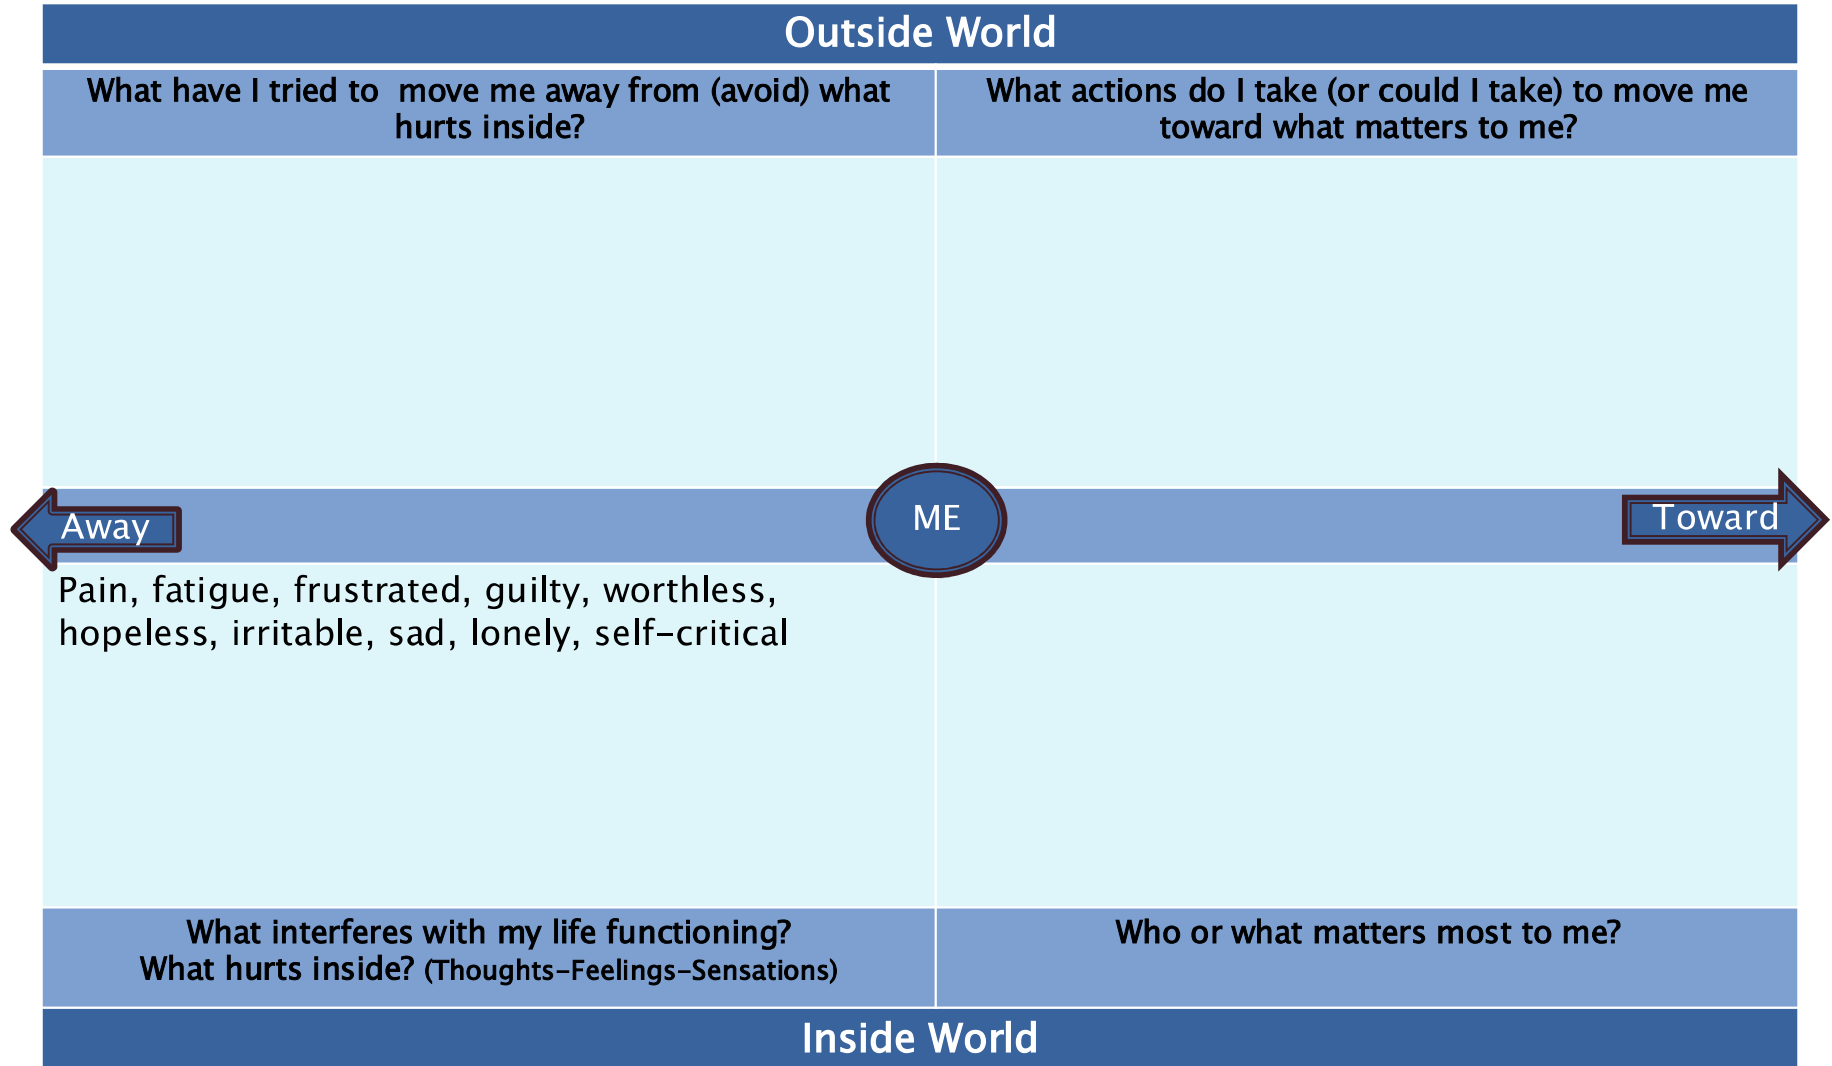 Outside World
What have I tried to  move me away from (avoid) what
hurts inside?
What actions do I take (or could I take) to move me
toward what matters to me?
Away
ME
Toward
Pain, fatigue, frustrated, guilty, worthless,
hopeless, irritable, sad, lonely, self-critical
What interferes with my life functioning?
What hurts inside? (Thoughts-Feelings-Sensations)
Who or what matters most to me?
Inside World